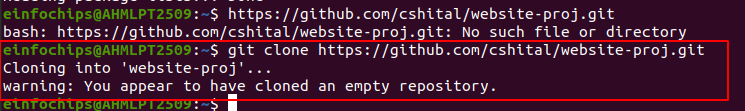 einfochips@AHMLPT2509:~$ https://github.com/cshital/website-proj.git
bash: https://github.com/cshital/website-proj.git: No such file or directory
einfochips@AHMLPT2509:~$ git clone https://github.com/cshital/website-proj.git
Cloning into 'website-proj'...
warning: You appear to have cloned an empty repository.
einfochips@AHMLPT2509:~$